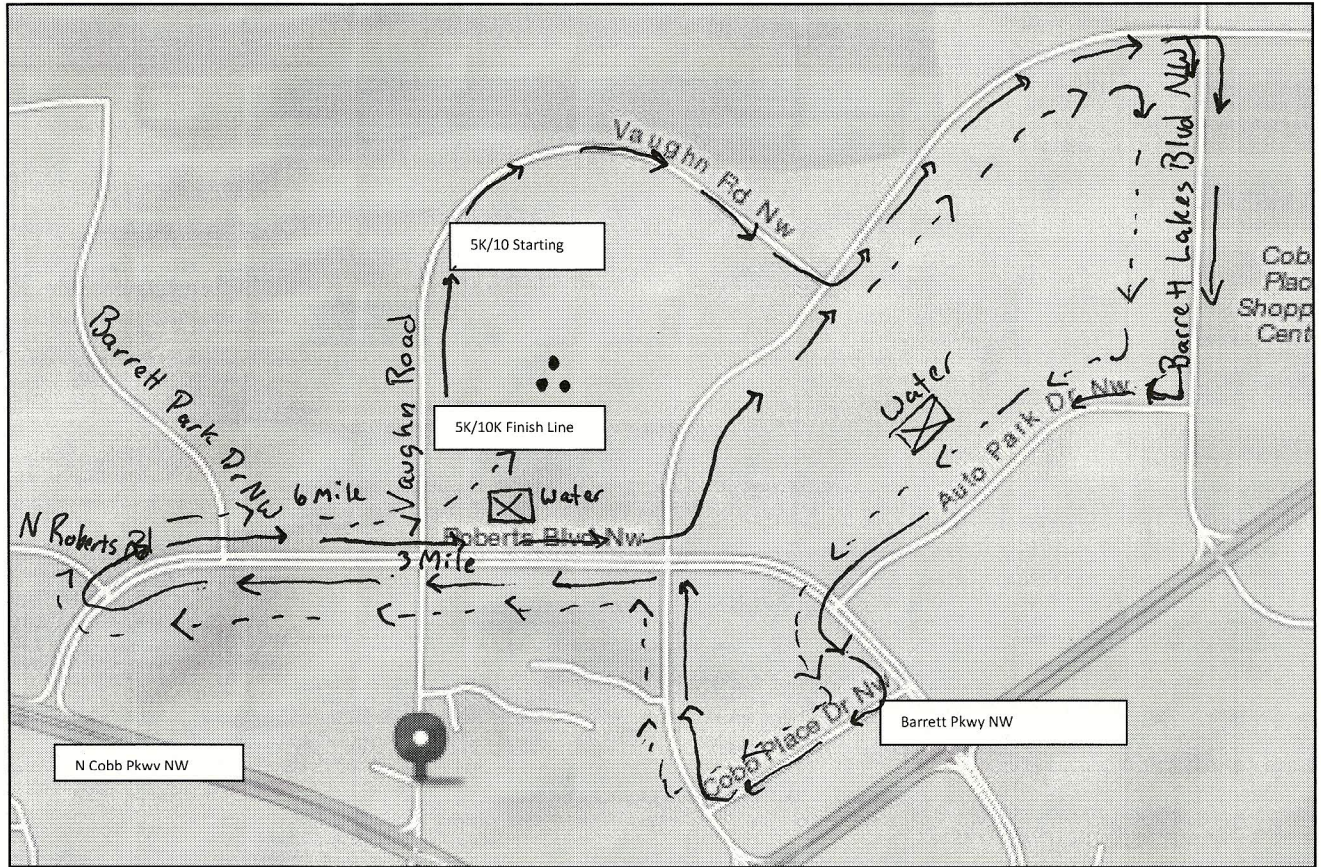 Barrett Lakes Blvd NW
Vaughn Rd Nw
5K/10 Starting
Cob
Plac
Shopp
Cent
Barrett Park Dr NW
Vaughn Road
Water
5K/10K Finish Line
Auto Park Dr Nw
6 Mile
Water
N Roberts Rd
Roberts Blvd Nw
3 Mile
Cobb Place Dr Nw
Barrett Pkwy NW
N Cobb Pkwy NW